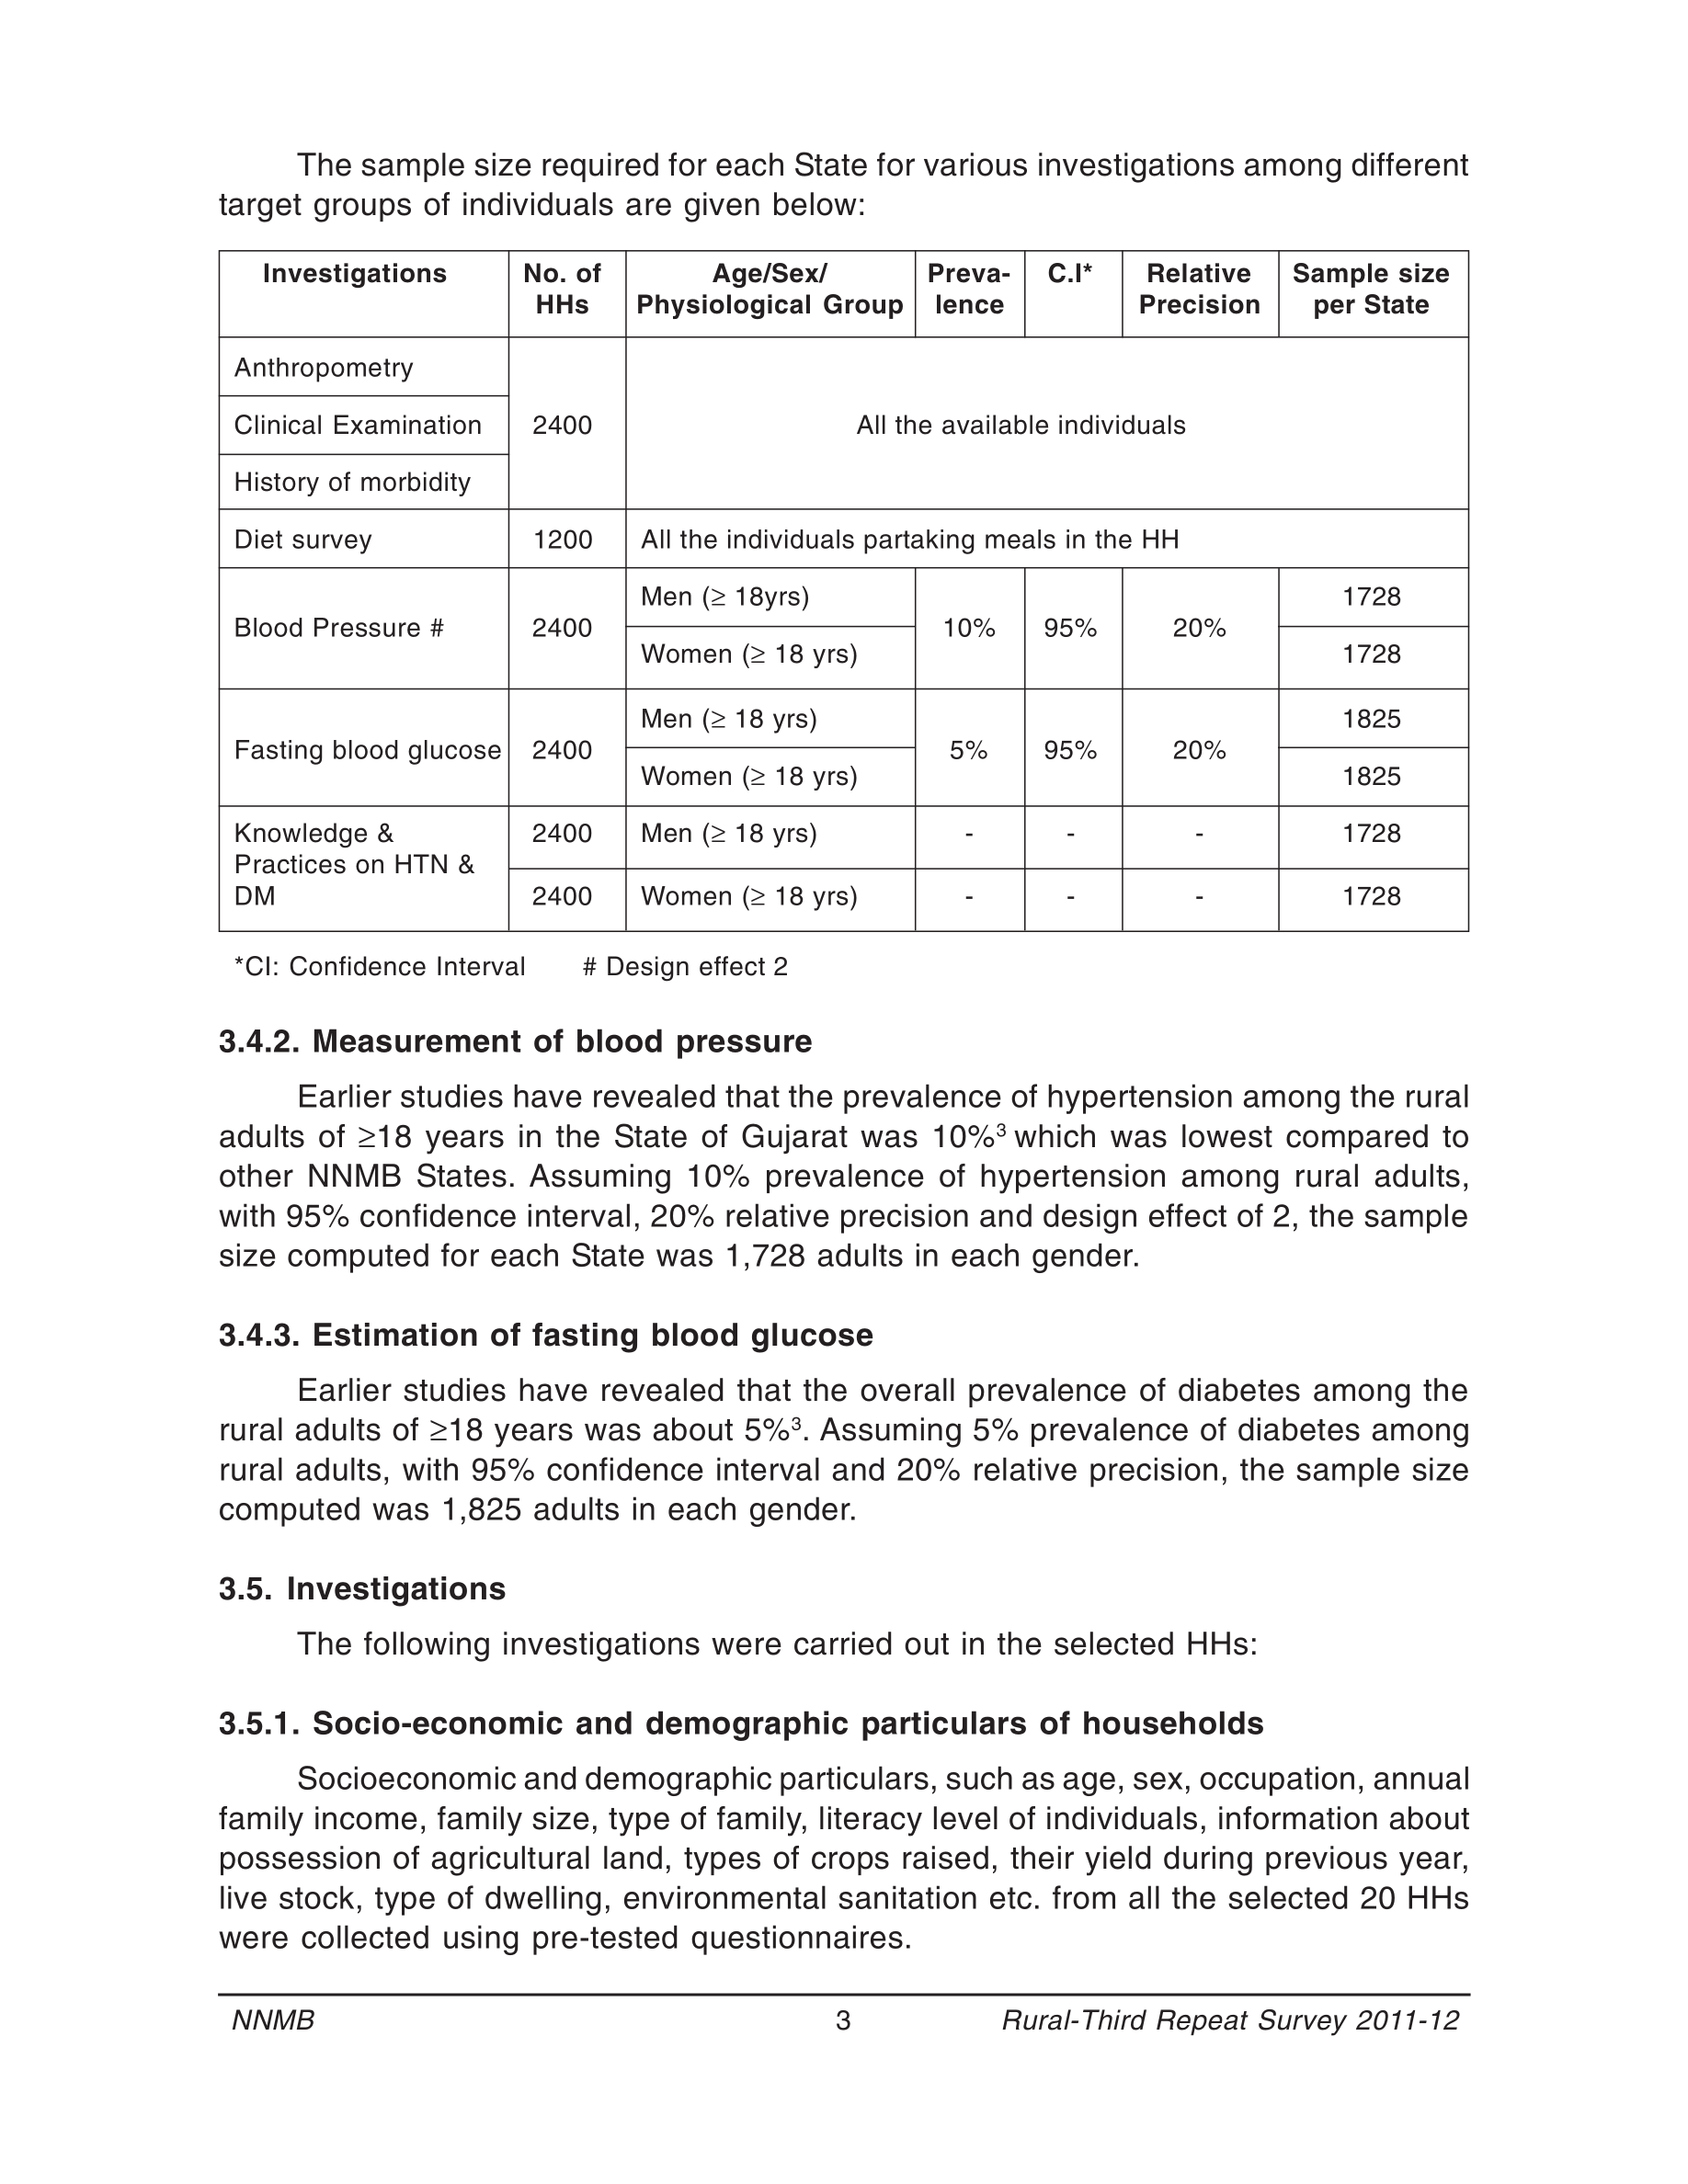 The sample size required for each State for various investigations among different
target groups of individuals are given below:
Investigations No. of HHs Age/Sex/ Physiological Group Preva-lence C.I* Relative Precision Sample size per State
Anthropometry
Clinical Examination 2400 All the available individuals
History of morbidity
Diet survey 1200 All the individuals partaking meals in the HH
Blood Pressure # 2400 Men (≥ 18yrs) 10% 95% 20% 1728
Women (≥ 18 yrs) 1728
Fasting blood glucose 2400 Men (≥ 18 yrs) 5% 95% 20% 1825
Women (≥ 18 yrs) 1825
Knowledge & Practices on HTN & DM 2400 Men (≥ 18 yrs) - - - 1728
2400 Women (≥ 18 yrs) - - - 1728
*CI: Confidence Interval # Design effect 2
3.4.2. Measurement of blood pressure
Earlier studies have revealed that the prevalence of hypertension among the rural
adults of ≥18 years in the State of Gujarat was 10%³ which was lowest compared to
other NNMB States. Assuming 10% prevalence of hypertension among rural adults,
with 95% confidence interval, 20% relative precision and design effect of 2, the sample
size computed for each State was 1,728 adults in each gender.
3.4.3. Estimation of fasting blood glucose
Earlier studies have revealed that the overall prevalence of diabetes among the
rural adults of ≥18 years was about 5%³. Assuming 5% prevalence of diabetes among
rural adults, with 95% confidence interval and 20% relative precision, the sample size
computed was 1,825 adults in each gender.
3.5. Investigations
The following investigations were carried out in the selected HHs:
3.5.1. Socio-economic and demographic particulars of households
Socioeconomic and demographic particulars, such as age, sex, occupation, annual
family income, family size, type of family, literacy level of individuals, information about
possession of agricultural land, types of crops raised, their yield during previous year,
live stock, type of dwelling, environmental sanitation etc. from all the selected 20 HHs
were collected using pre-tested questionnaires.
NNMB 3 Rural-Third Repeat Survey 2011-12